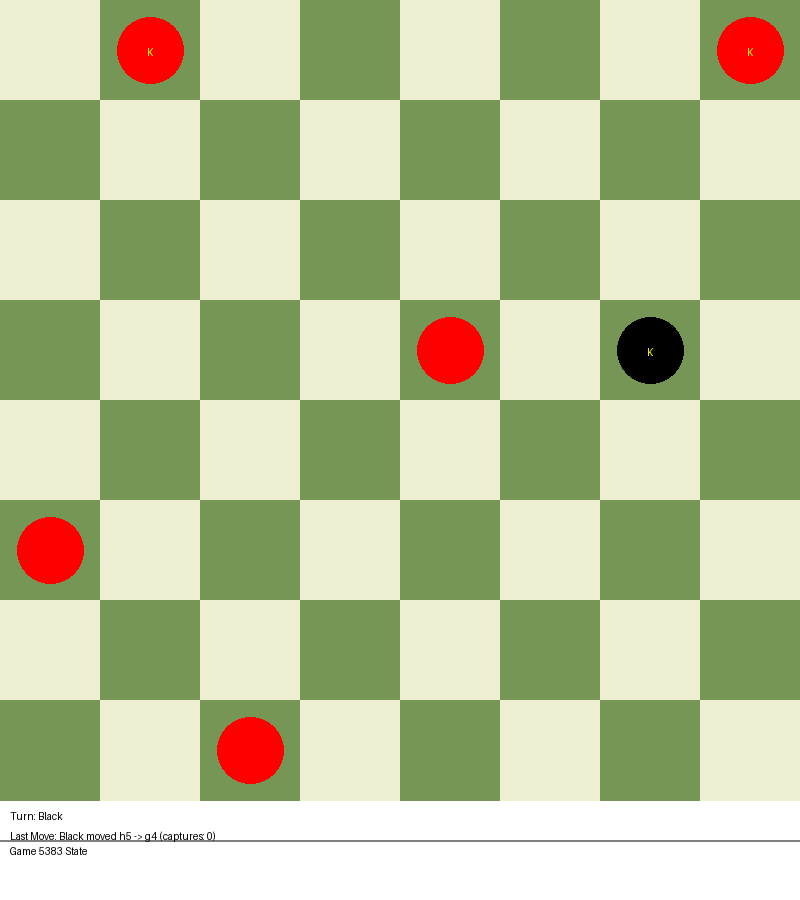 K
K
K
Turn: Black
Last Move: Black moved h5 -> g4 (captures: 0)
Game 5383 State